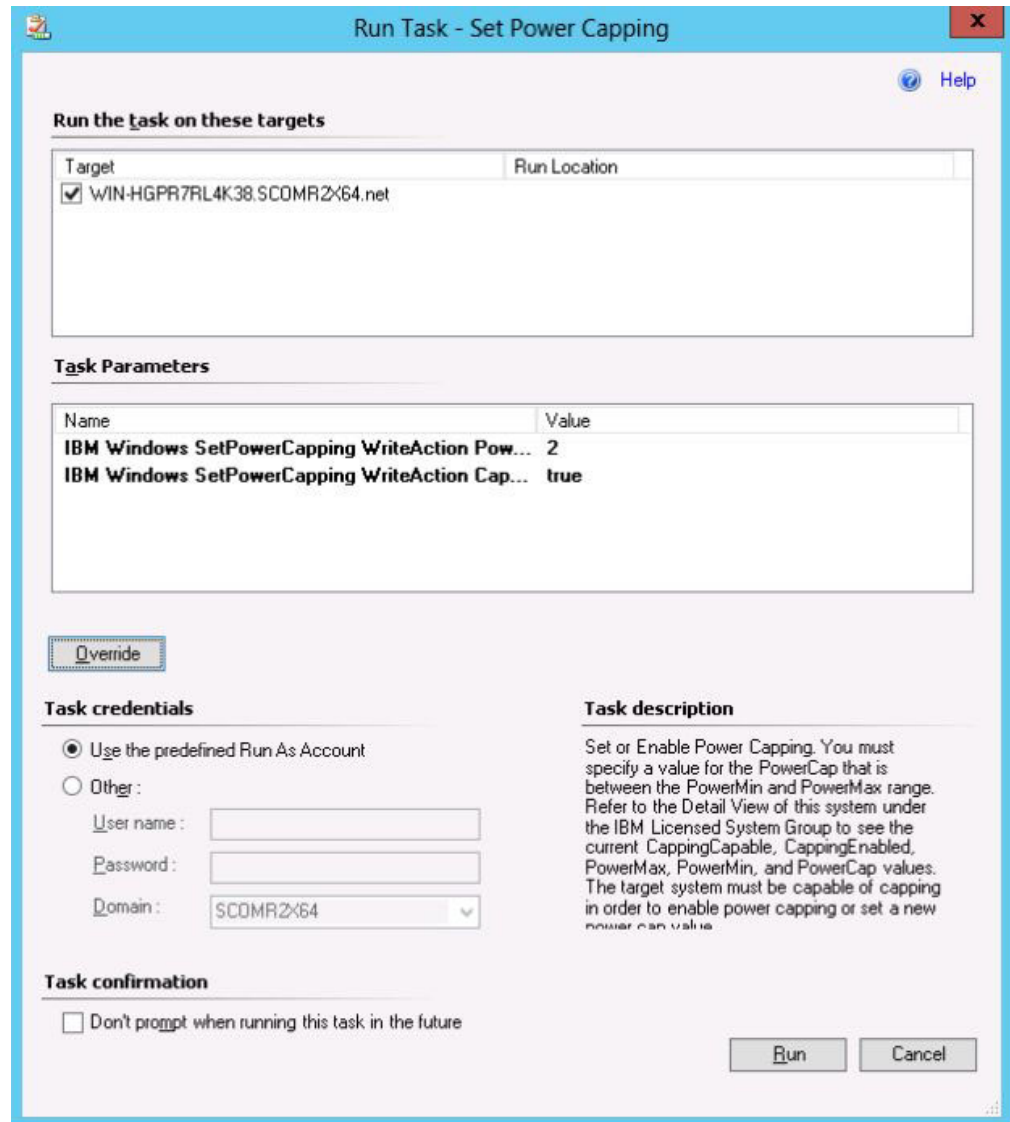 Run Task - Set Power Capping
x
Help
Run the task on these targets
Target Run Location
WIN-HGPR7RL4K38.SCOMR2X64.net
Task Parameters
Name Value
IBM Windows SetPowerCapping WriteAction Pow... 2
IBM Windows SetPowerCapping WriteAction Cap... true
Override
Task credentials
Use the predefined Run As Account
Other :
User name :
Password :
Domain : SCOMR2X64
Task description
Set or Enable Power Capping. You must
specify a value for the PowerCap that is
between the PowerMin and PowerMax range.
Refer to the Detail View of this system under
the IBM Licensed System Group to see the
current CappingCapable, CappingEnabled,
PowerMax, PowerMin, and PowerCap values.
The target system must be capable of capping
in order to enable power capping or set a new
power cap value
Task confirmation
Don't prompt when running this task in the future
Run Cancel